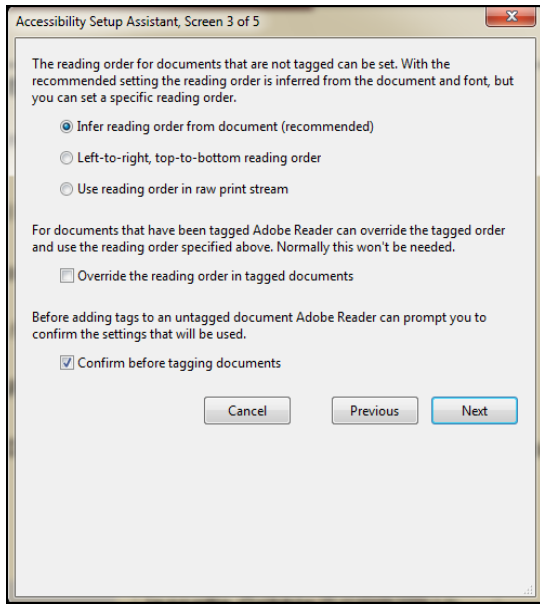 Accessibility Setup Assistant, Screen 3 of 5
The reading order for documents that are not tagged can be set. With the
recommended setting the reading order is inferred from the document and font, but
you can set a specific reading order.
Infer reading order from document (recommended)
Left-to-right, top-to-bottom reading order
Use reading order in raw print stream
For documents that have been tagged Adobe Reader can override the tagged order
and use the reading order specified above. Normally this won't be needed.
Override the reading order in tagged documents
Before adding tags to an untagged document Adobe Reader can prompt you to
confirm the settings that will be used.
Confirm before tagging documents
Cancel Previous Next